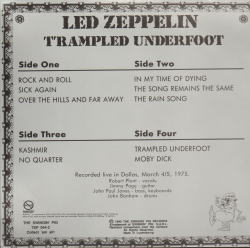 LED ZEPPELIN
TRAMPLED UNDERFOOT
Side One
ROCK AND ROLL
SICK AGAIN
OVER THE HILLS AND FAR AWAY
Side Two
IN MY TIME OF DYING
THE SONG REMAINS THE SAME
THE RAIN SONG
Side Three
KASHMIR
NO QUARTER
Side Four
TRAMPLED UNDERFOOT
MOBY DICK
Recorded live in Dallas, March 4/5, 1975.
Robert Plant - vocals
Jimmy Page - guitar
John Paul Jones - bass, keyboards
John Bonham - drums
THE SWINGIN' PIG